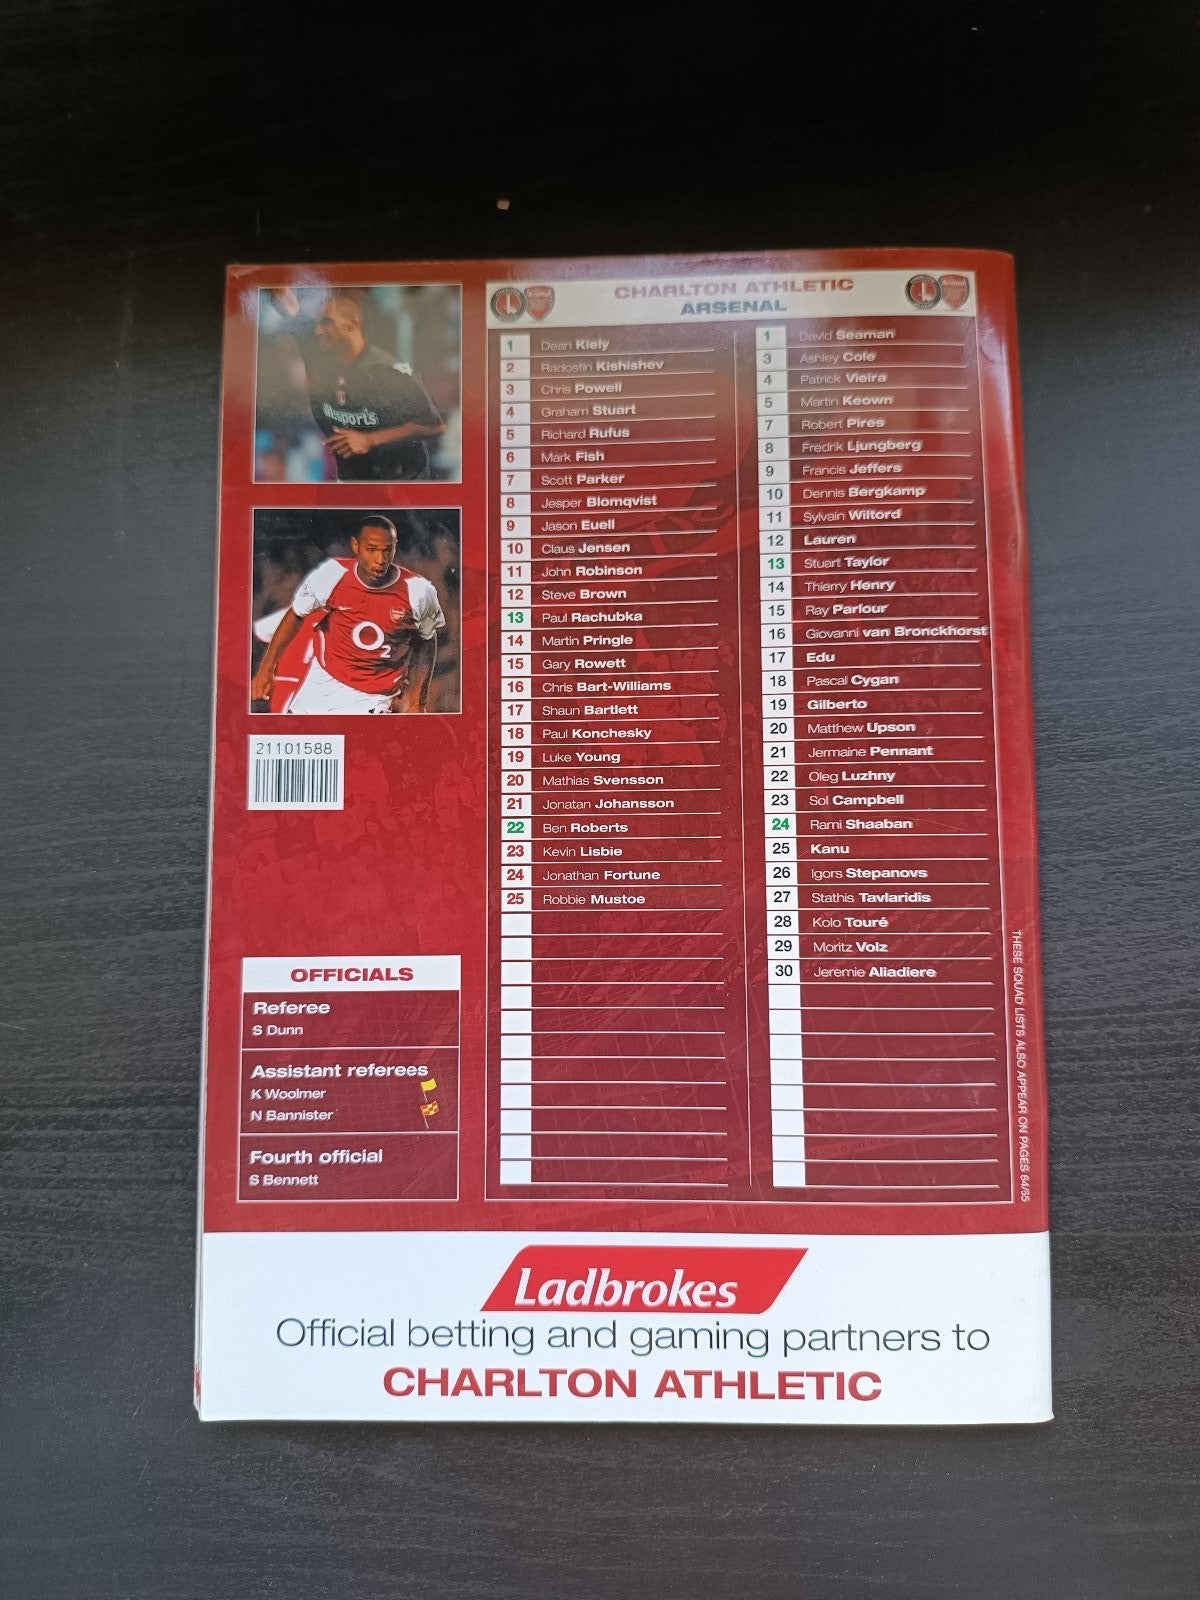 CHARLTON ATHLETIC
ARSENAL
1 Dean Kiely
2 Radostin Kishishev
3 Chris Powell
4 Graham Stuart
5 Richard Rufus
6 Mark Fish
7 Scott Parker
8 Jesper Blomqvist
9 Jason Euell
10 Claus Jensen
11 John Robinson
12 Steve Brown
13 Paul Rachubka
14 Martin Pringle
15 Gary Rowett
16 Chris Bart-Williams
17 Shaun Bartlett
18 Paul Konchesky
19 Luke Young
20 Mathias Svensson
21 Jonatan Johansson
22 Ben Roberts
23 Kevin Lisbie
24 Jonathan Fortune
25 Robbie Mustoe
1 David Seaman
3 Ashley Cole
4 Patrick Vieira
5 Martin Keown
7 Robert Pires
8 Fredrik Ljungberg
9 Francis Jeffers
10 Dennis Bergkamp
11 Sylvain Wiltord
12 Lauren
13 Stuart Taylor
14 Thierry Henry
15 Ray Parlour
16 Giovanni van Bronckhorst
17 Edu
18 Pascal Cygan
19 Gilberto
20 Matthew Upson
21 Jermaine Pennant
22 Oleg Luzhny
23 Sol Campbell
24 Rami Shaaban
25 Kanu
26 Igors Stepanovs
27 Stathis Tavlaridis
28 Kolo Touré
29 Moritz Volz
30 Jeremie Aliadiere
THESE SQUAD LISTS ALSO APPEAR ON PAGES 64/65
O2
21101588
OFFICIALS
Referee
S Dunn
Assistant referees
K Woolmer
N Bannister
Fourth official
S Bennett
Ladbrokes
Official betting and gaming partners to
CHARLTON ATHLETIC